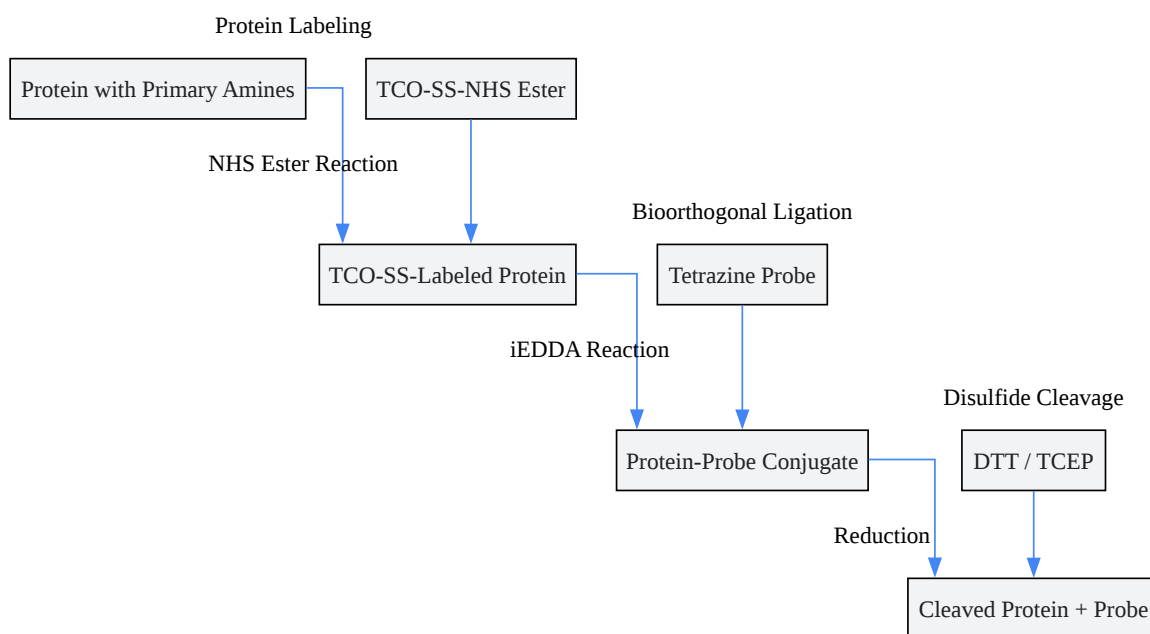 Protein Labeling
Protein with Primary Amines
TCO-SS-NHS Ester
NHS Ester Reaction
Bioorthogonal Ligation
TCO-SS-Labeled Protein
Tetrazine Probe
iEDDA Reaction
Disulfide Cleavage
Protein-Probe Conjugate
DTT / TCEP
Reduction
Cleaved Protein + Probe